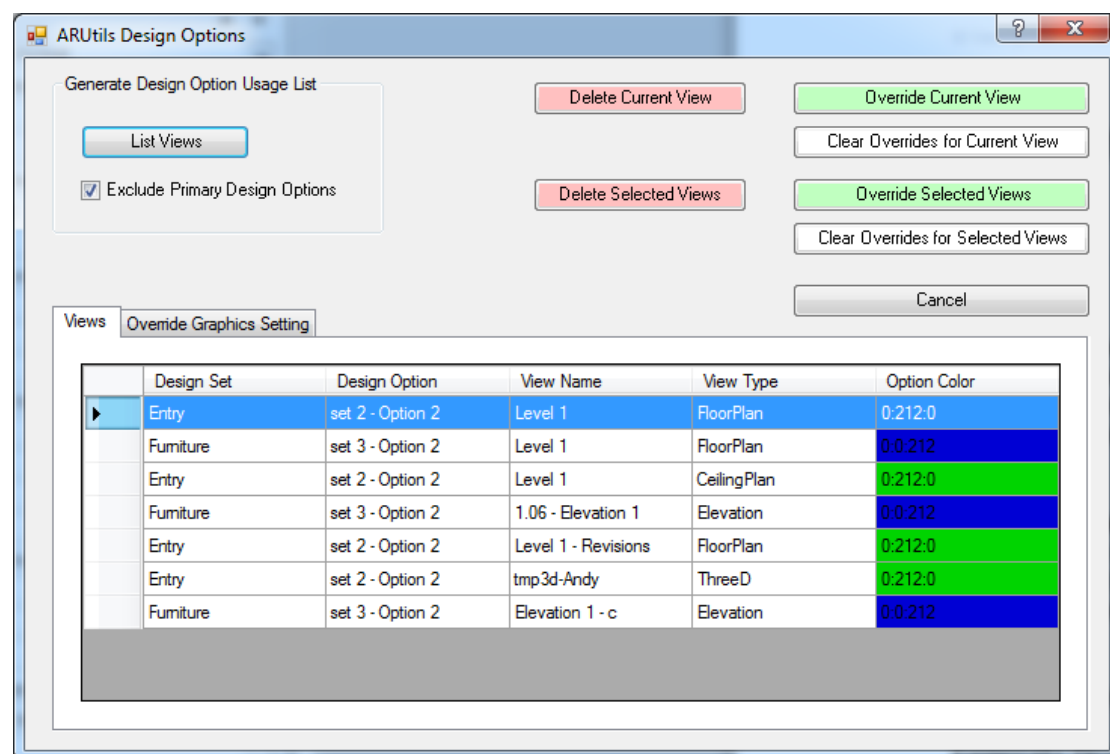 ARUtils Design Options
Generate Design Option Usage List
List Views
Exclude Primary Design Options
Delete Current View
Delete Selected Views
Override Current View
Clear Overrides for Current View
Override Selected Views
Clear Overrides for Selected Views
Cancel
Views Override Graphics Setting
Design Set Design Option View Name View Type Option Color
Entry set 2 - Option 2 Level 1 FloorPlan 0:212:0
Furniture set 3 - Option 2 Level 1 FloorPlan 0:0:212
Entry set 2 - Option 2 Level 1 CeilingPlan 0:212:0
Furniture set 3 - Option 2 1.06 - Elevation 1 Elevation 0:0:212
Entry set 2 - Option 2 Level 1 - Revisions FloorPlan 0:212:0
Entry set 2 - Option 2 tmp3d-Andy ThreeD 0:212:0
Furniture set 3 - Option 2 Elevation 1 - c Elevation 0:0:212